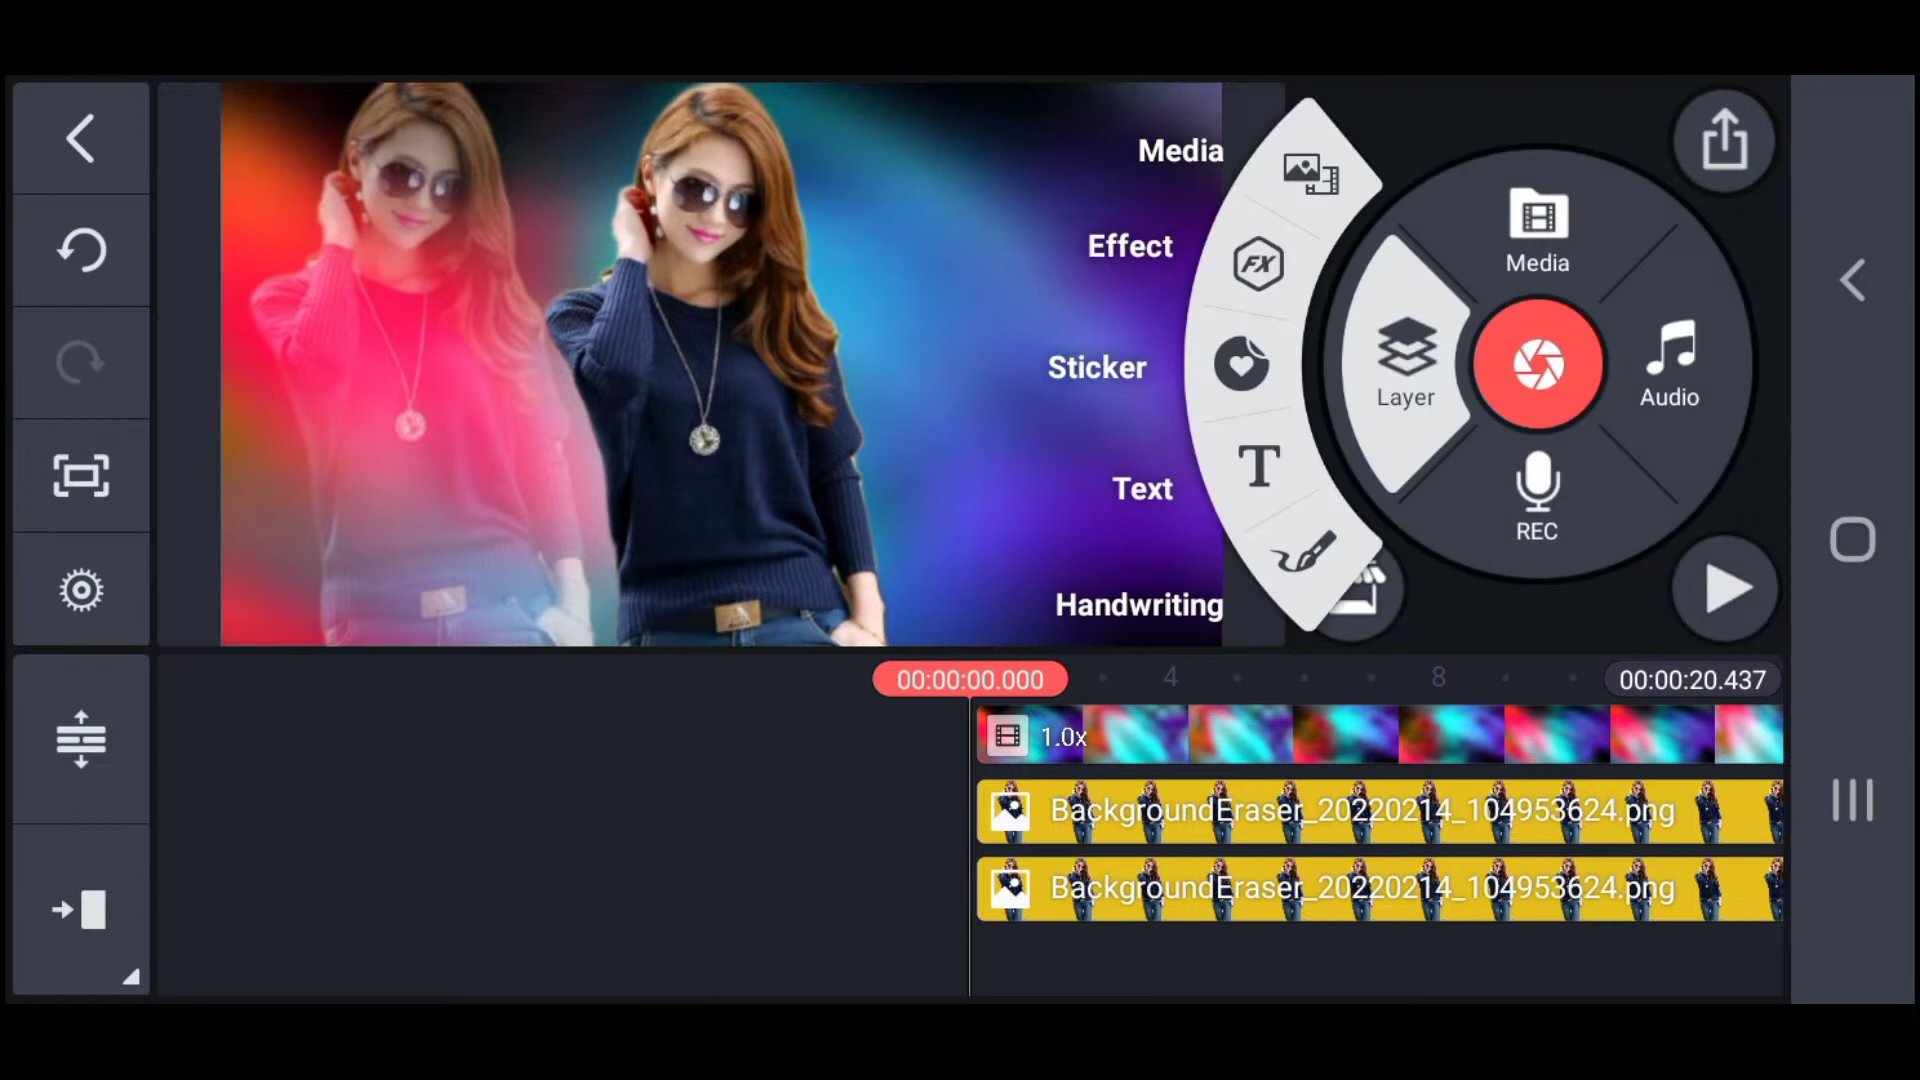 Media
Effect
Sticker
Text
Handwriting
FX
T
Media
Layer
Audio
REC
00:00:00.000
4
8
00:00:20.437
1.0x
BackgroundEraser_20220214_104953624.png
BackgroundEraser_20220214_104953624.png